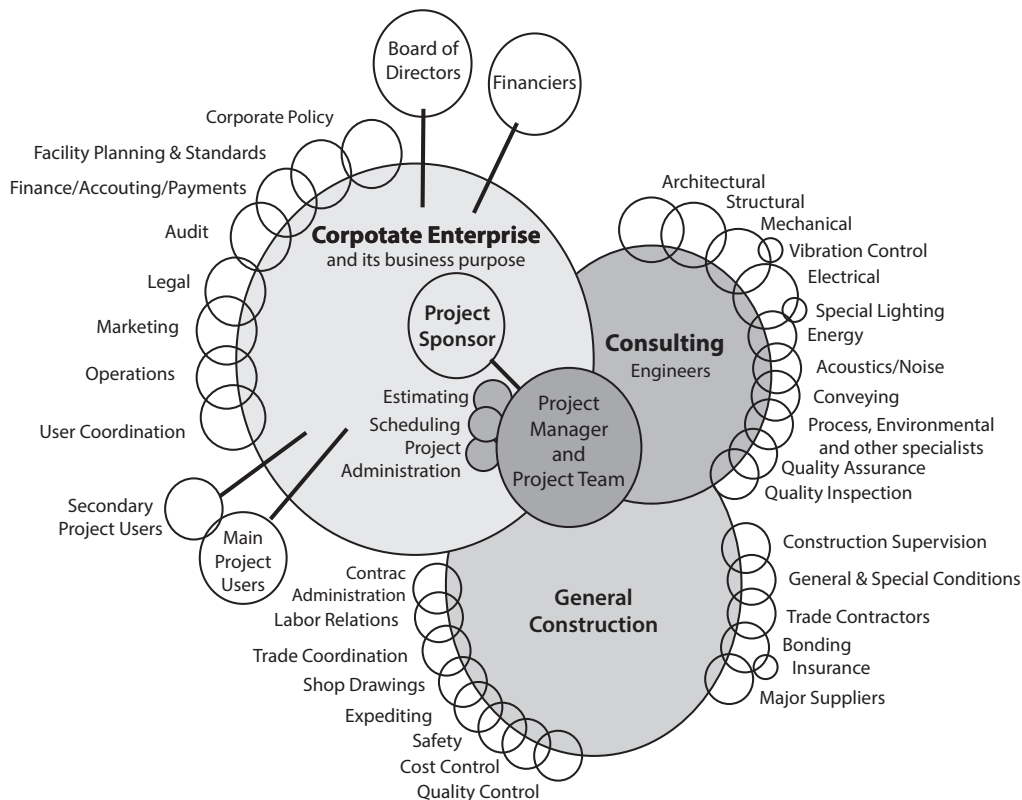 Board of
Directors
Financiers
Corporate Policy
Facility Planning & Standards
Finance/Accouting/Payments
Audit
Legal
Marketing
Operations
User Coordination
Corpotate Enterprise
and its business purpose
Project
Sponsor
Estimating
Scheduling
Project
Administration
Project
Manager
and
Project Team
Secondary
Project Users
Main
Project
Users
Architectural
Structural
Mechanical
Vibration Control
Electrical
Special Lighting
Energy
Acoustics/Noise
Conveying
Process, Environmental
and other specialists
Quality Assurance
Quality Inspection
Consulting
Engineers
General
Construction
Construction Supervision
General & Special Conditions
Trade Contractors
Bonding
Insurance
Major Suppliers
Contrac
Administration
Labor Relations
Trade Coordination
Shop Drawings
Expediting
Safety
Cost Control
Quality Control